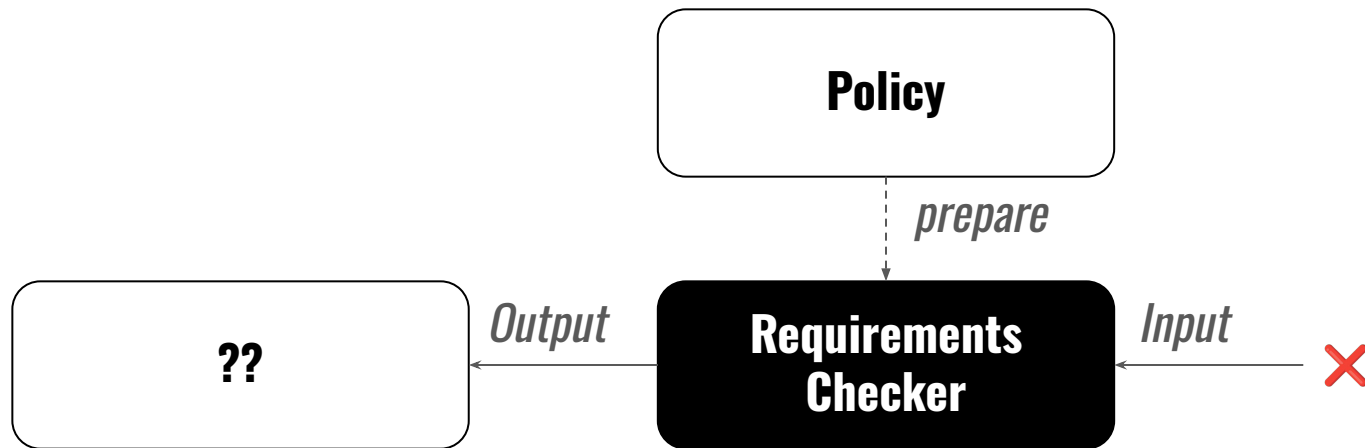 Policy
prepare
??
Output
Requirements
Checker
Input